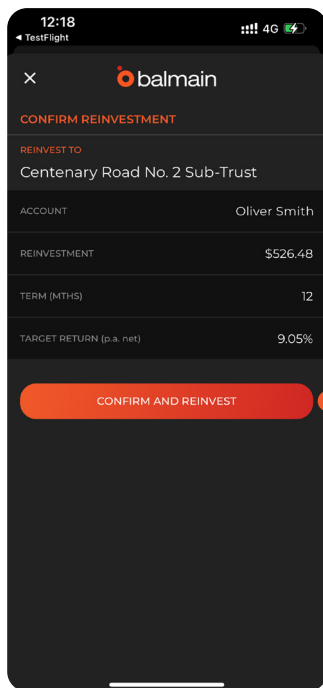 12:18
4G
◀ TestFlight
balmain
CONFIRM REINVESTMENT
REINVEST TO
Centenary Road No. 2 Sub-Trust
ACCOUNT Oliver Smith
REINVESTMENT $526.48
TERM (MTHS) 12
TARGET RETURN (p.a. net) 9.05%
CONFIRM AND REINVEST